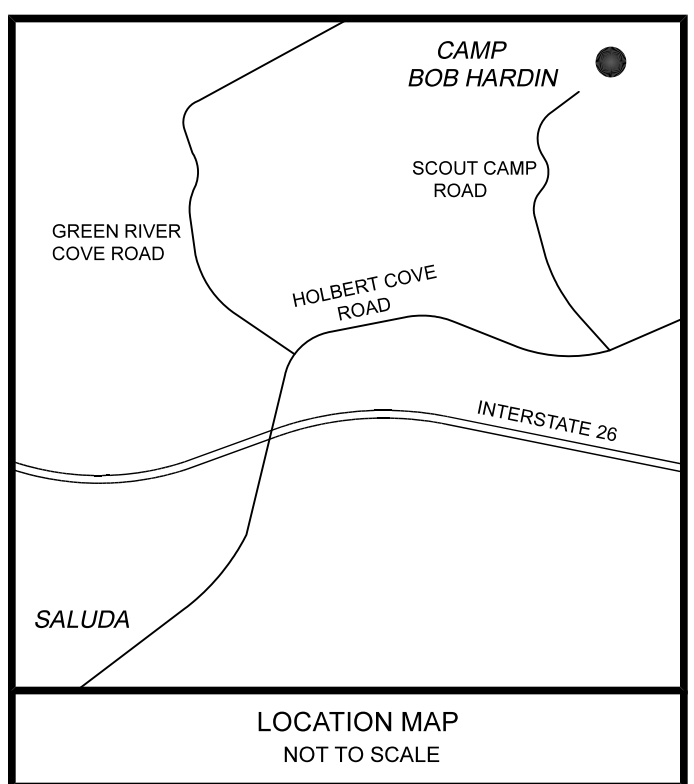 CAMP
BOB HARDIN
SCOUT CAMP
ROAD
GREEN RIVER
COVE ROAD
HOLBERT COVE
ROAD
INTERSTATE 26
SALUDA
LOCATION MAP
NOT TO SCALE